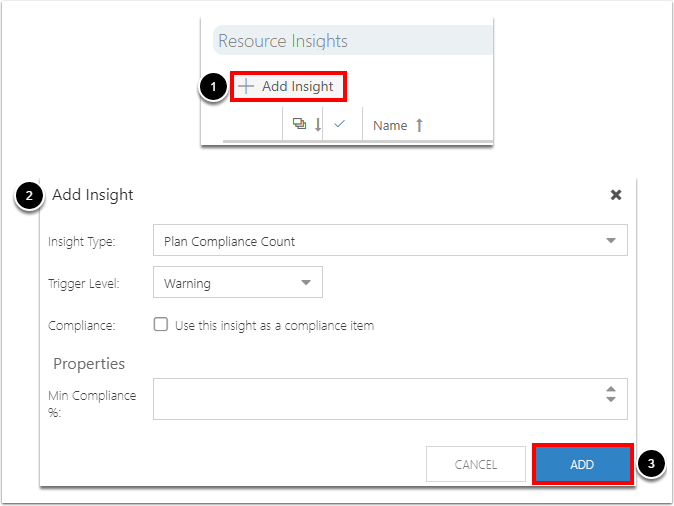 Resource Insights
1
Add Insight
Name
2
Add Insight
Insight Type:
Plan Compliance Count
Trigger Level:
Warning
Compliance:
Use this insight as a compliance item
Properties
Min Compliance
%:
CANCEL
ADD
3